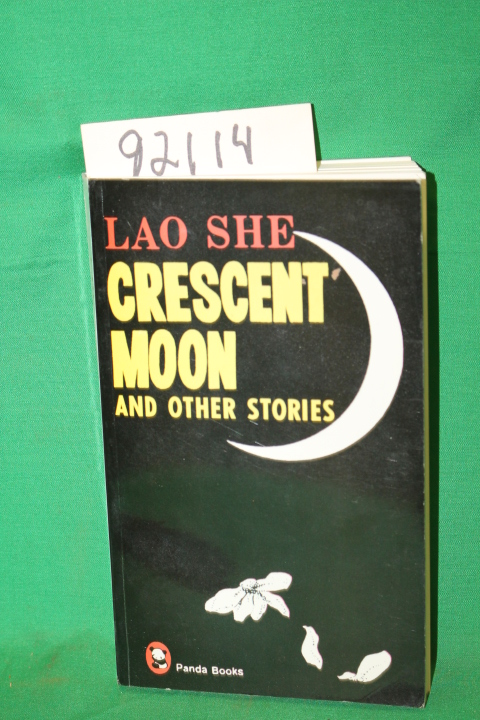 92114
LAO SHE
CRESCENT
MOON
AND OTHER STORIES
Panda Books